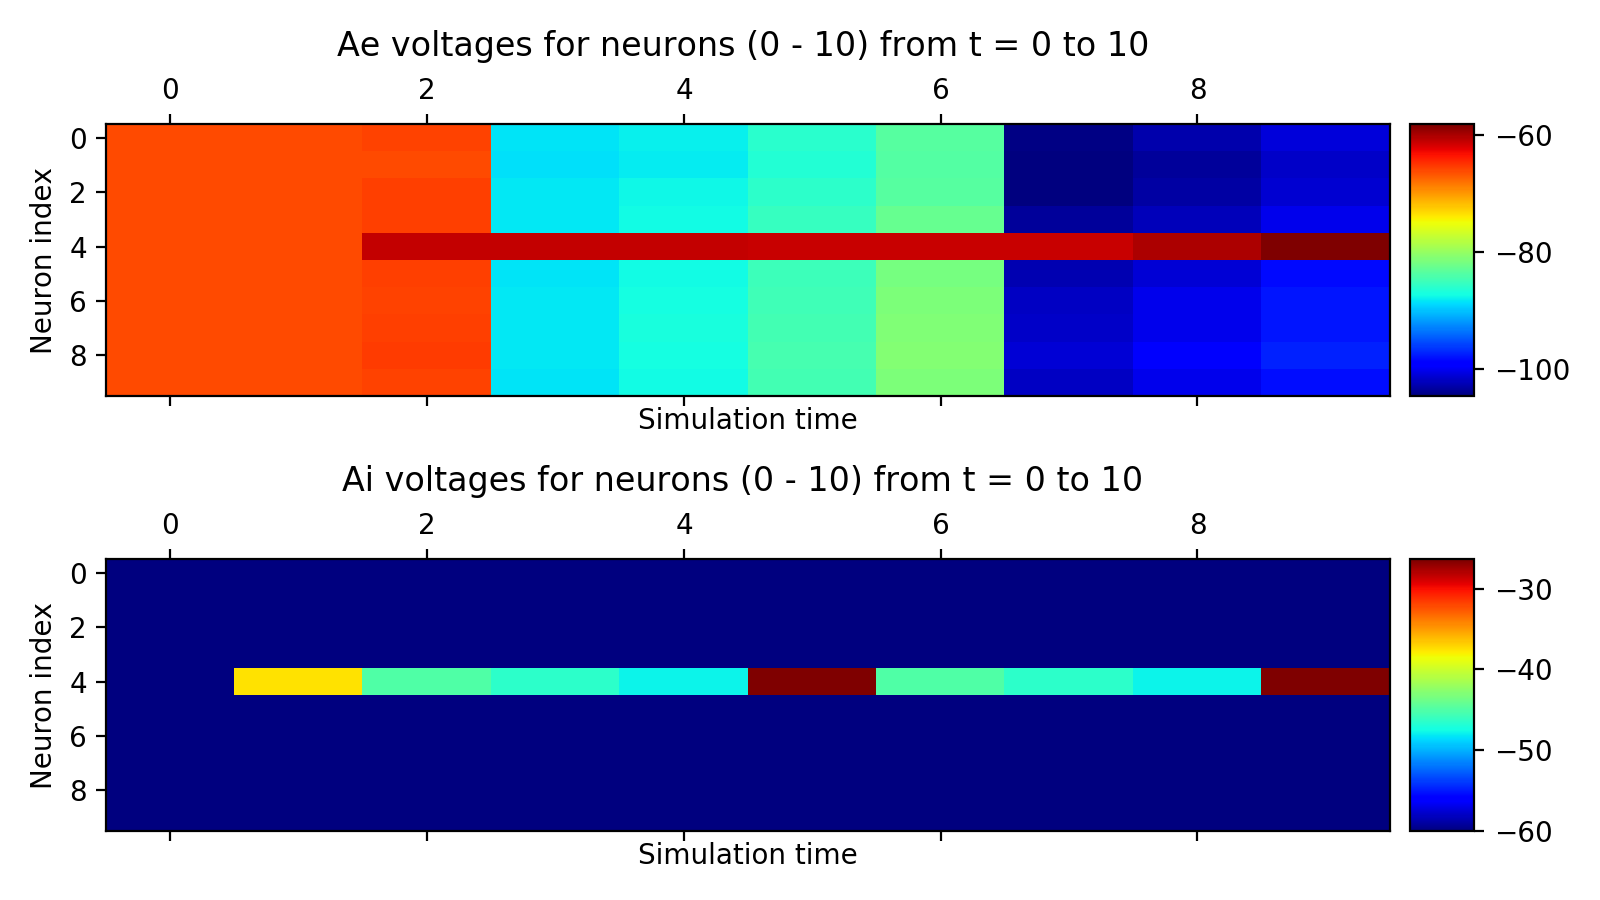 Ae voltages for neurons (0 - 10) from t = 0 to 10
0 2 4 6 8
Neuron index
0
2
4
6
8
−60
−80
−100
Simulation time
Ai voltages for neurons (0 - 10) from t = 0 to 10
0 2 4 6 8
Neuron index
0
2
4
6
8
−30
−40
−50
−60
Simulation time